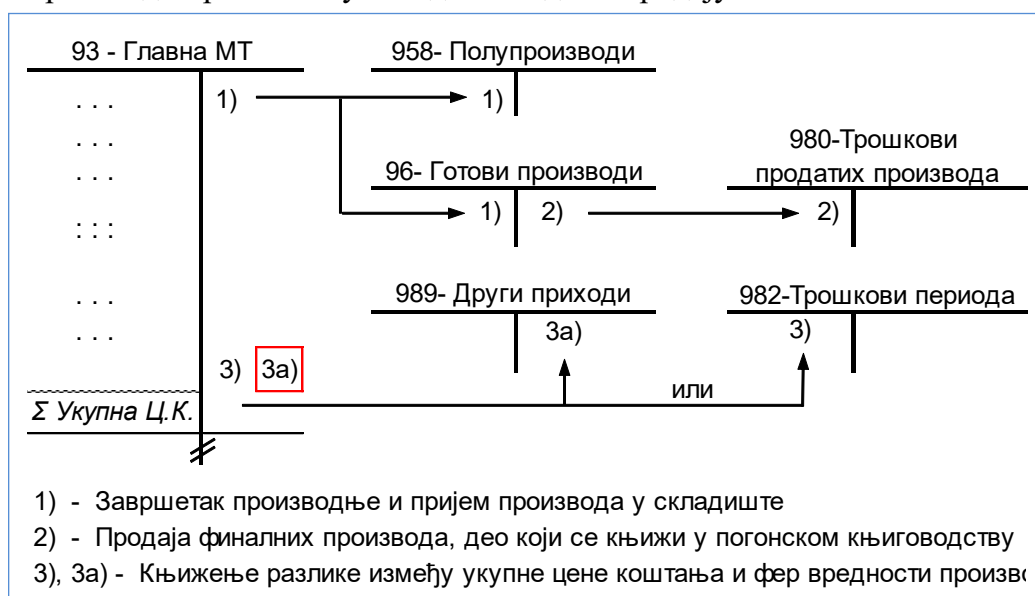 93 - Главна МТ
958- Полупроизводи
. . .
1)
1)
. . .
980-Трошкови
продатих производа
. . .
96- Готови производи
1)
2)
2)
: : :
. . .
989- Други приходи
982-Трошкови периода
. . .
3а)
3)
3)
3а)
или
Σ Укупна Ц.К.
1) - Завршетак производње и пријем производа у складиште
2) - Продаја финалних производа, део који се књижи у погонском књиговодству
3), 3а) - Књижење разлике између укупне цене коштања и фер вредности